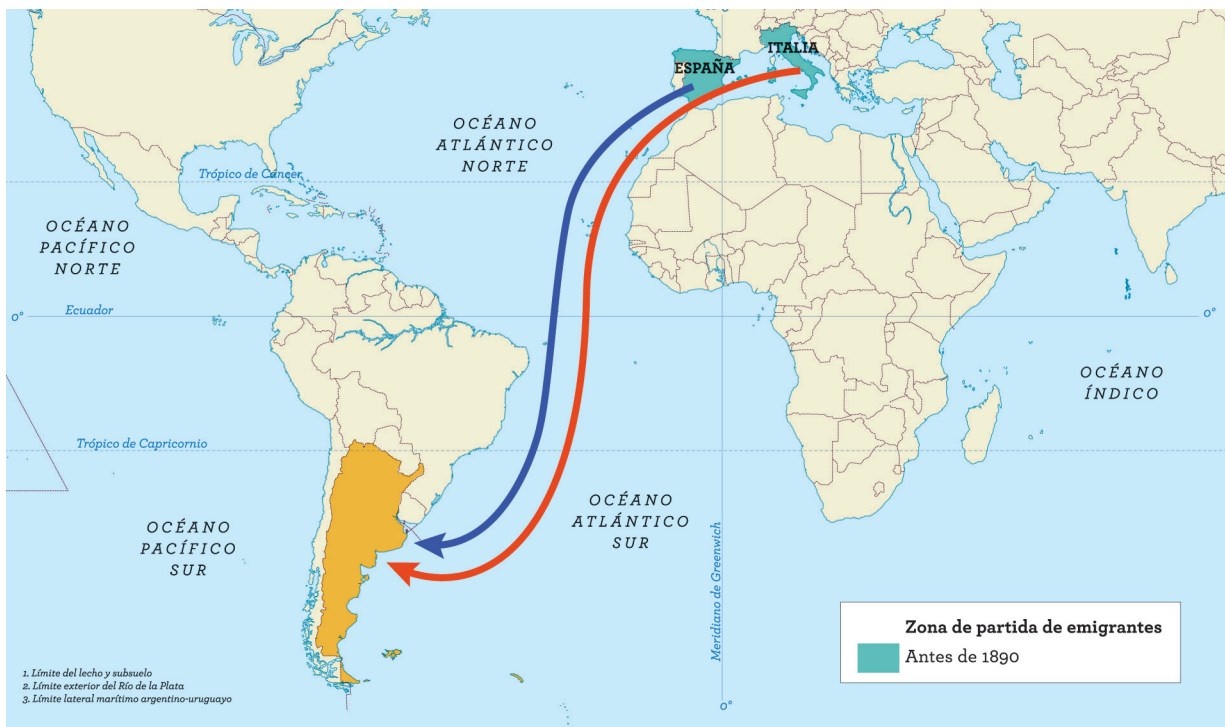 ITALIA
ESPAÑA
OCÉANO
ATLÁNTICO
NORTE
Trópico de Cáncer
OCÉANO
PACÍFICO
NORTE
Ecuador
0°
0°
OCÉANO
ÍNDICO
Trópico de Capricornio
OCÉANO
ATLÁNTICO
SUR
OCÉANO
PACÍFICO
SUR
Meridiano de Greenwich
Zona de partida de emigrantes
Antes de 1890
1. Límite del lecho y subsuelo
2. Límite exterior del Río de la Plata
3. Límite lateral marítimo argentino-uruguayo
0°